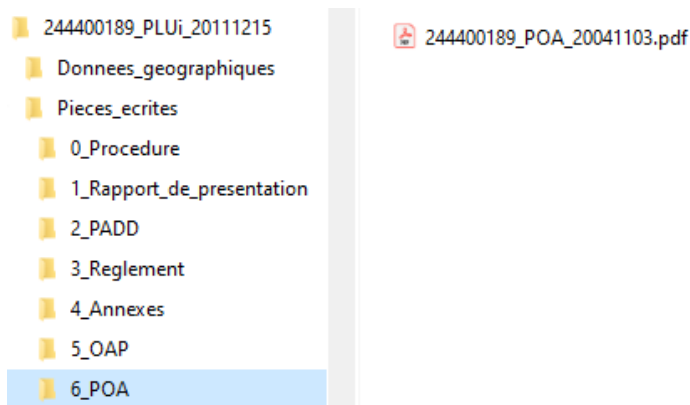 244400189_PLUi_20111215
Donnees_geographiques
Pieces_ecrites
0_Procedure
1_Rapport_de_presentation
2_PADD
3_Reglement
4_Annexes
5_OAP
6_POA
244400189_POA_20041103.pdf